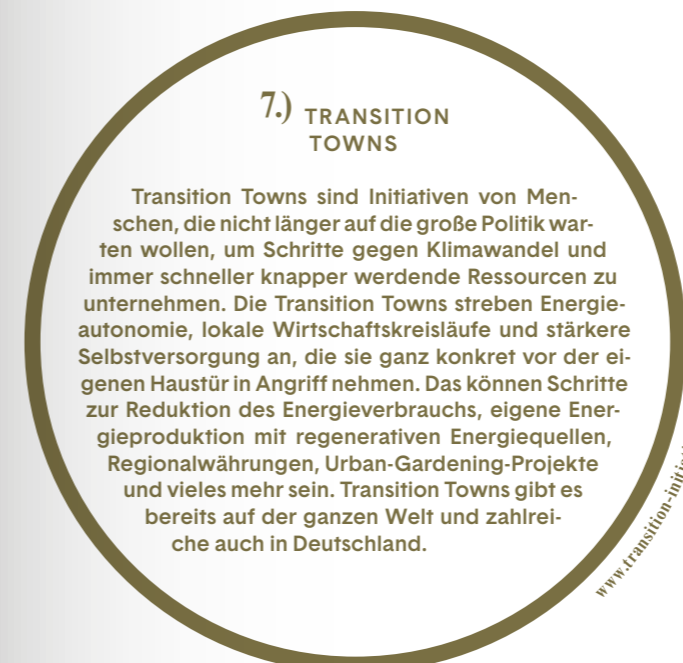 7.) TRANSITION
TOWNS
Transition Towns sind Initiativen von Men-
schen, die nicht länger auf die große Politik war-
ten wollen, um Schritte gegen Klimawandel und
immer schneller knapper werdende Ressourcen zu
unternehmen. Die Transition Towns streben Energie-
autonomie, lokale Wirtschaftskreisläufe und stärkere
Selbstversorgung an, die sie ganz konkret vor der ei-
genen Haustür in Angriff nehmen. Das können Schritte
zur Reduktion des Energieverbrauchs, eigene Ener-
gieproduktion mit regenerativen Energiequellen,
Regionalwährungen, Urban-Gardening-Projekte
und vieles mehr sein. Transition Towns gibt es
bereits auf der ganzen Welt und zahlrei-
che auch in Deutschland.